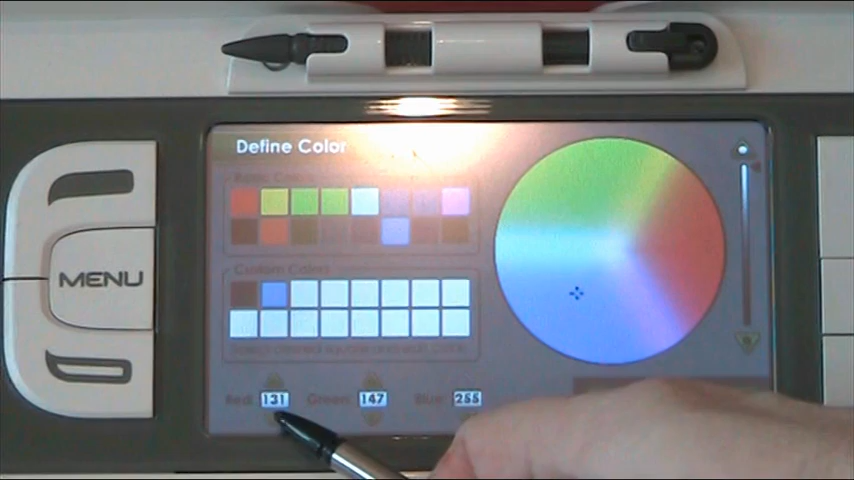 Define Color
Basic Colors
MENU
Custom Colors
Red: 131 Green: 147 Blue: 255